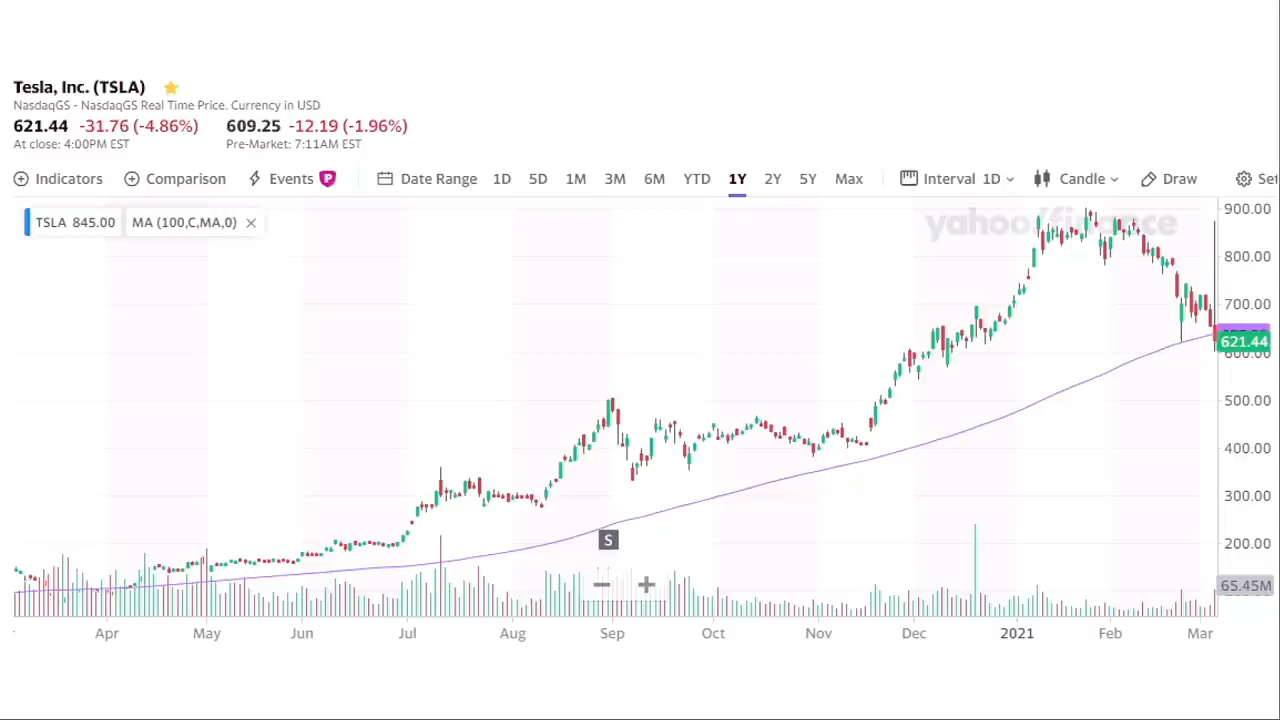 Tesla, Inc. (TSLA)
NasdaqGS - NasdaqGS Real Time Price. Currency in USD
621.44 -31.76 (-4.86%) 609.25 -12.19 (-1.96%)
At close: 4:00PM EST Pre-Market: 7:11AM EST
Indicators Comparison Events P Date Range 1D 5D 1M 3M 6M YTD 1Y 2Y 5Y Max Interval 1D Candle Draw Set
TSLA 845.00 MA (100,C,MA,0)
yahoo!finance
900.00
800.00
700.00
621.44
600.00
500.00
400.00
300.00
200.00
S
65.45M
Apr May Jun Jul Aug Sep Oct Nov Dec 2021 Feb Mar